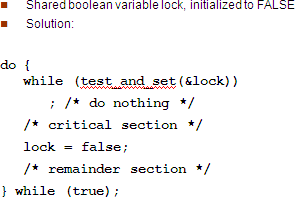 Shared boolean variable lock, initialized to FALSE
Solution:
do {
while (test_and_set(&lock))
; /* do nothing */
/* critical section */
lock = false;
/* remainder section */
} while (true);